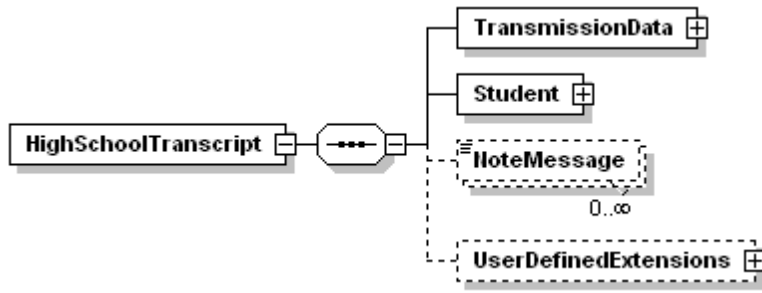 TransmissionData
Student
HighSchoolTranscript
NoteMessage
0..∞
UserDefinedExtensions